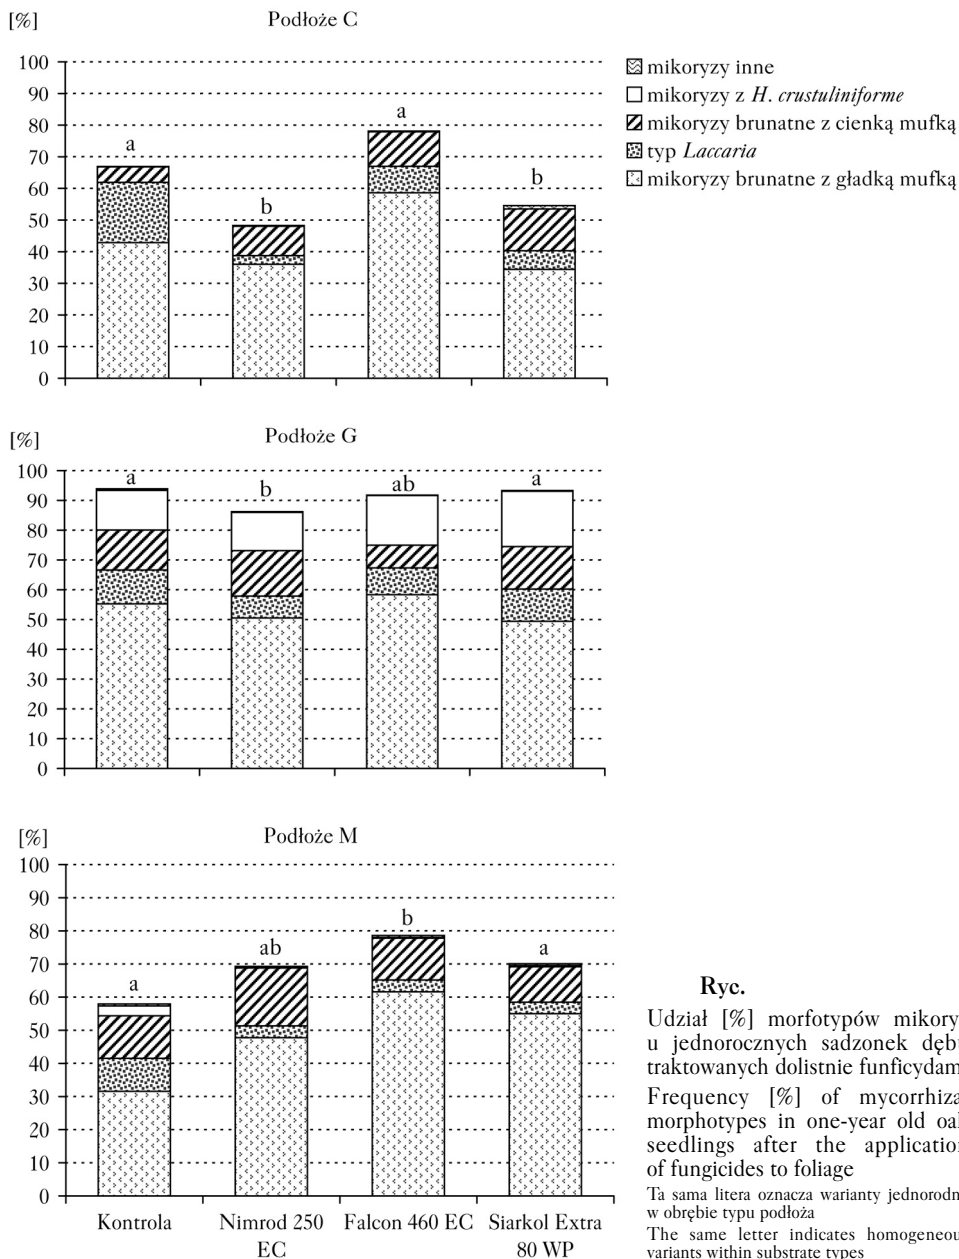 [%]
Podłoże C
100
90
80
70
60
50
40
30
20
10
0
a
b
a
b
mikoryzy inne
mikoryzy z H. crustuliniforme
mikoryzy brunatne z cienką mufką
typ Laccaria
mikoryzy brunatne z gładką mufką
[%]
Podłoże G
100
90
80
70
60
50
40
30
20
10
0
a
b
ab
a
[%]
Podłoże M
100
90
80
70
60
50
40
30
20
10
0
a
ab
b
a
Kontrola
Nimrod 250
EC
Falcon 460 EC
Siarkol Extra
80 WP
Ryc.
Udział [%] morfotypów mikory
u jednorocznych sadzonek dęb
traktowanych dolistnie funficydam
Frequency [%] of mycorrhiza
morphotypes in one-year old oa
seedlings after the application
of fungicides to foliage
Ta sama litera oznacza warianty jednorodn
w obrębie typu podłoża
The same letter indicates homogeneou
variants within substrate types